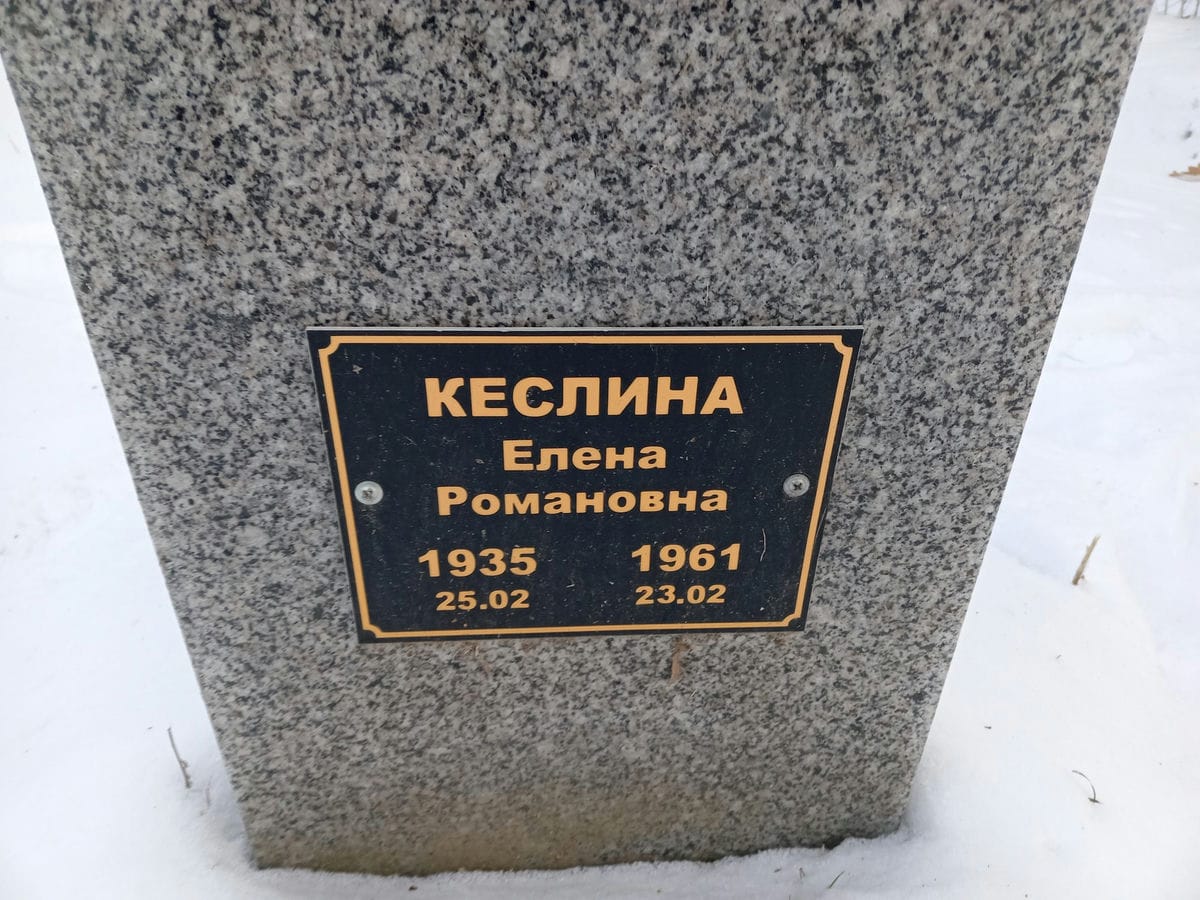 КЕСЛИНА
Елена
Романовна
1935 1961
25.02 23.02